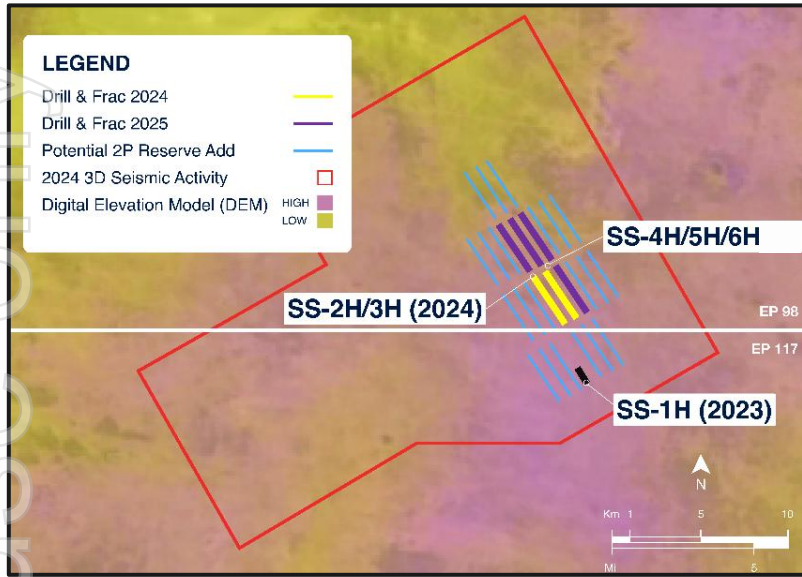 LEGEND
Drill & Frac 2024
Drill & Frac 2025
Potential 2P Reserve Add
2024 3D Seismic Activity
Digital Elevation Model (DEM) HIGH
LOW
SS-4H/5H/6H
SS-2H/3H (2024)
EP 98
EP 117
SS-1H (2023)
N
Km 1 5 10
Mi 5